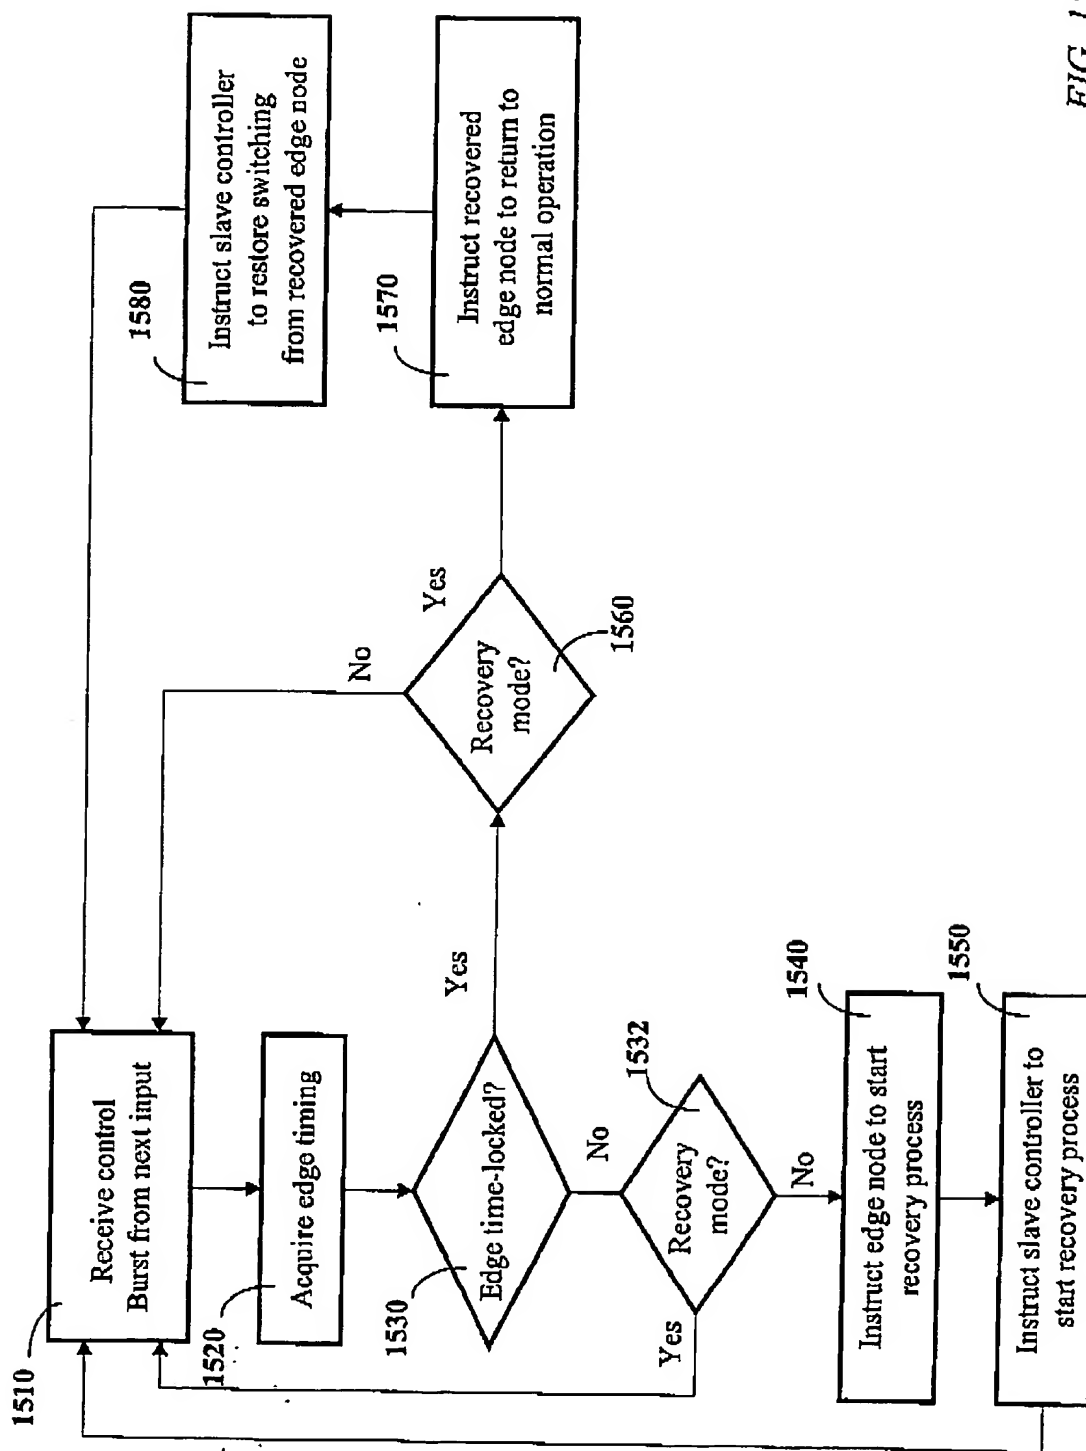 1510
Receive control
Burst from next input
1520
Acquire edge timing
1530
Edge time-locked?
Yes
No
1532
Recovery
mode?
Yes
No
1540
Instruct edge node to start
recovery process
1550
Instruct slave controller to
start recovery process
Recovery
mode?
1560
No
Yes
1570
Instruct recovered
edge node to return to
normal operation
1580
Instruct slave controller
to restore switching
from recovered edge node
FIG.